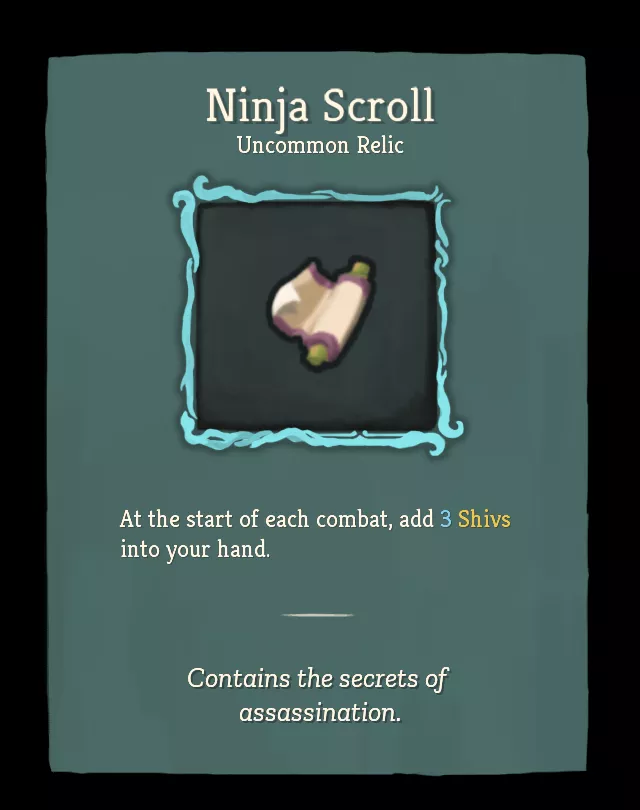 Ninja Scroll
Uncommon Relic
At the start of each combat, add 3 Shivs
into your hand.
Contains the secrets of
assassination.